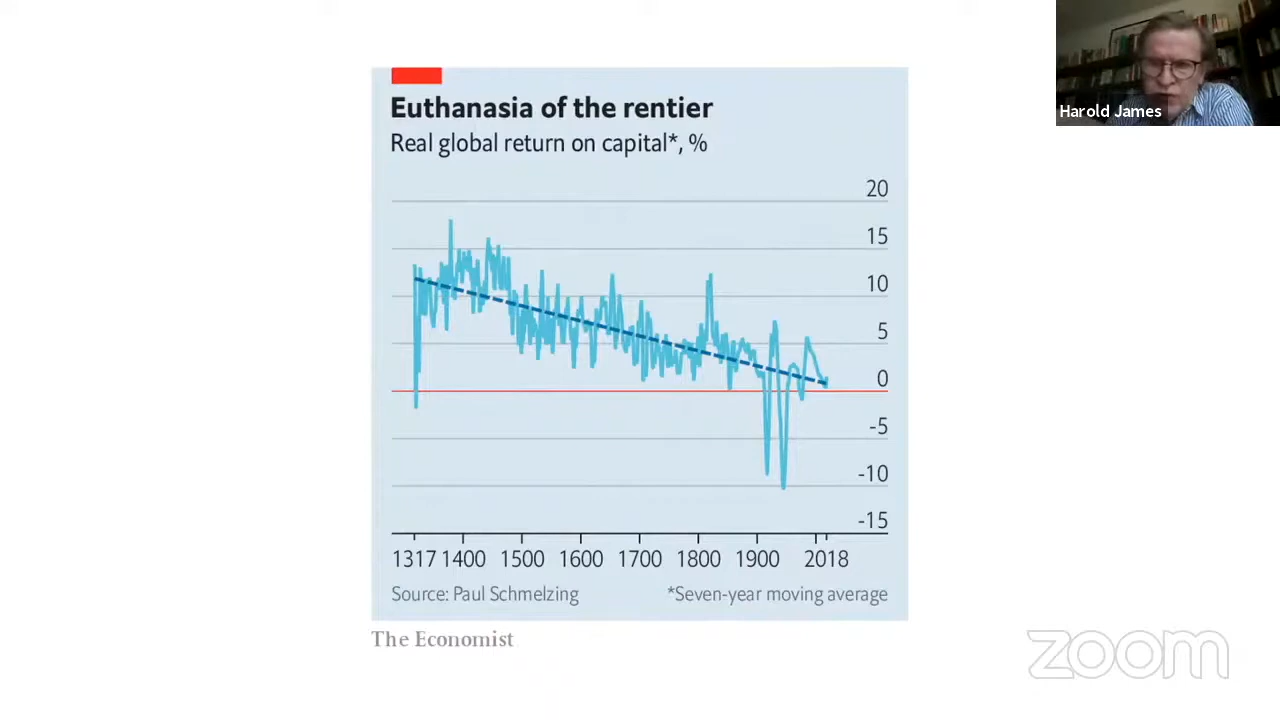 Harold James
Euthanasia of the rentier
Real global return on capital*, %
20
15
10
5
0
-5
-10
-15
1317 1400 1500 1600 1700 1800 1900 2018
Source: Paul Schmelzing *Seven-year moving average
The Economist
zoom